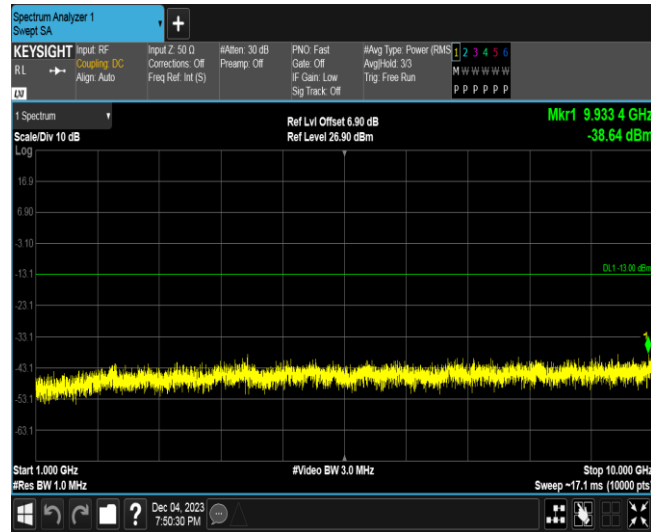 Spectrum Analyzer 1
Swept SA
+
KEYSIGHT Input: RF Input Z: 50 Ω #Atten: 30 dB PNO: Fast #Avg Type: Power (RMS 1 2 3 4 5 6
RL Coupling: DC Corrections: Off Preamp: Off Gate: Off Avg|Hold: 3/3 M W W W W W
Align: Auto Freq Ref: Int (S) IF Gain: Low Trig: Free Run
LXI Sig Track: Off P P P P P P
1 Spectrum Ref Lvl Offset 6.90 dB Mkr1 9.933 4 GHz
Scale/Div 10 dB Ref Level 26.90 dBm -38.64 dBm
Log
16.9
6.90
-3.10
-13.1 DL1 -13.00 dBm
-23.1
-33.1
1
-43.1
-53.1
-63.1
Start 1.000 GHz #Video BW 3.0 MHz Stop 10.000 GHz
#Res BW 1.0 MHz Sweep ~17.1 ms (10000 pts)
? Dec 04, 2023
7:50:30 PM